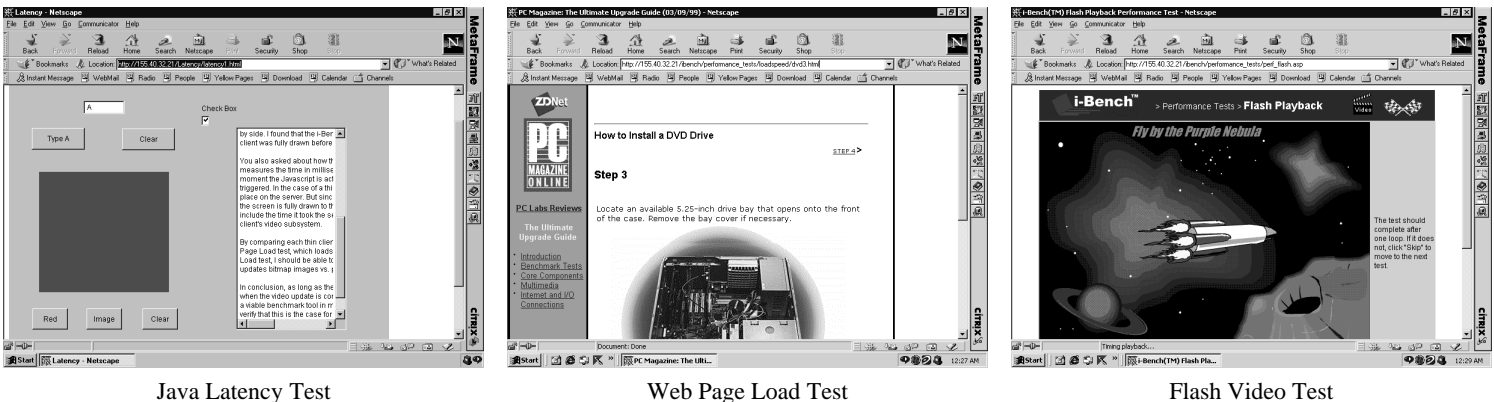 Latency - Netscape
File Edit View Go Communicator Help
Back Forward Reload Home Search Netscape Print Security Shop Stop
Bookmarks Location: http://155.40.32.21/Latency/latency1.html What's Related
Instant Message WebMail Radio People Yellow Pages Download Calendar Channels
A
Check Box
Type A
Clear
by side. I found that the i-Ber
client was fully drawn before
You also asked about how th
measures the time in millise
moment the Javascript is act
triggered. In the case of a thi
place on the server. But sinc
the screen is fully drawn to th
include the time it took the se
client's video subsystem.
By comparing each thin clier
Page Load test, which loads
Load test, I should be able to
updates bitmap images vs. p
In conclusion, as long as the
when the video update is cor
a viable benchmark tool in m
verify that this is the case for
Red
Image
Clear
Start Latency - Netscape
MetaFrame
CITRIX
Java Latency Test
PC Magazine: The Ultimate Upgrade Guide (03/09/99) - Netscape
File Edit View Go Communicator Help
Back Forward Reload Home Search Netscape Print Security Shop Stop
Bookmarks Location: http://155.40.32.21/ibench/performance_tests/loadspeed/dvd3.html What's Related
Instant Message WebMail Radio People Yellow Pages Download Calendar Channels
ZDNet
PC
MAGAZINE
ONLINE
PC Labs Reviews
The Ultimate
Upgrade Guide
Introduction
Benchmark Tests
Core Components
Multimedia
Internet and I/O
Connections
How to Install a DVD Drive
STEP 4>
Step 3
Locate an available 5.25-inch drive bay that opens onto the front
of the case. Remove the bay cover if necessary.
Document: Done
Start PC Magazine: The Ulti... 12:27 AM
MetaFrame
CITRIX
Web Page Load Test
i-Bench(TM) Flash Playback Performance Test - Netscape
File Edit View Go Communicator Help
Back Forward Reload Home Search Netscape Print Security Shop Stop
Bookmarks Location: http://155.40.32.21/ibench/performance_tests/perf_flash.asp What's Related
Instant Message WebMail Radio People Yellow Pages Download Calendar Channels
i-Bench™ > Performance Tests > Flash Playback Video
Fly by the Purple Nebula
The test should
complete after
one loop. If it does
not, click "Skip" to
move to the next
test.
Timing playback...
Start i-Bench(TM) Flash Pla... 12:29 AM
MetaFrame
CITRIX
Flash Video Test